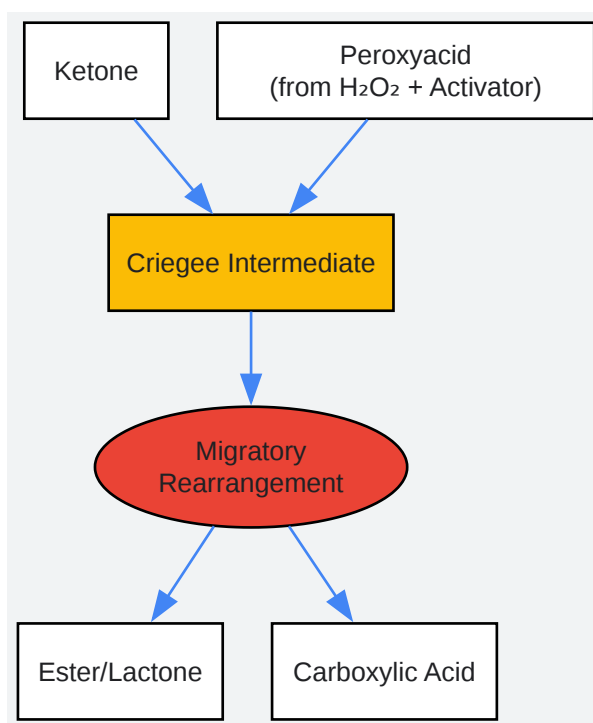 Ketone
Peroxyacid
(from H₂O₂ + Activator)
Criegee Intermediate
Migratory
Rearrangement
Ester/Lactone
Carboxylic Acid